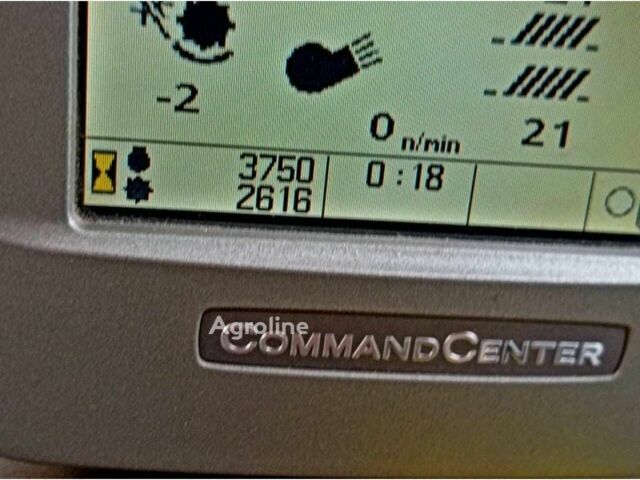 -2
0 n/min
21
3750
0:18
2616
Agroline
COMMANDCENTER